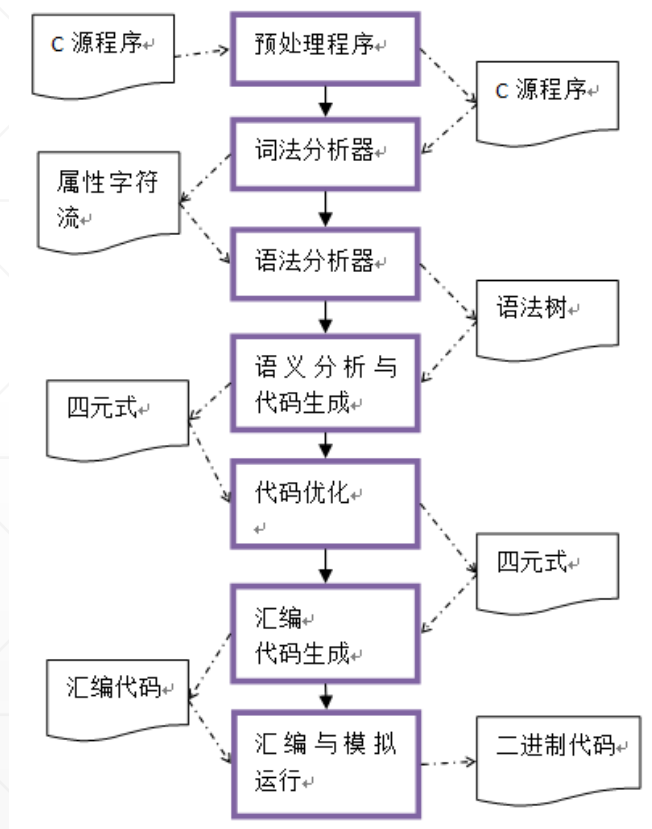 C 源程序↵
预处理程序↵
C 源程序↵
词法分析器↵
属性字符
流↵
语法分析器↵
语法树↵
语义分析与
代码生成↵
四元式↵
代码优化↵
↵
四元式↵
汇编↵
代码生成↵
汇编代码↵
汇编与模拟
运行↵
二进制代码↵